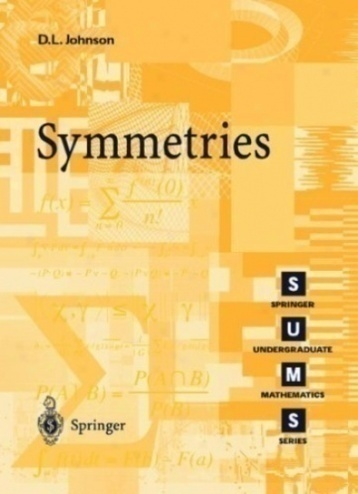 D.L. Johnson
Symmetries
f(x) = Σ
n!
S
SPRINGER
U
UNDERGRADUATE
M
MATHEMATICS
S
SERIES
P(A|B) = P(A∩B)
P(B)
Springer